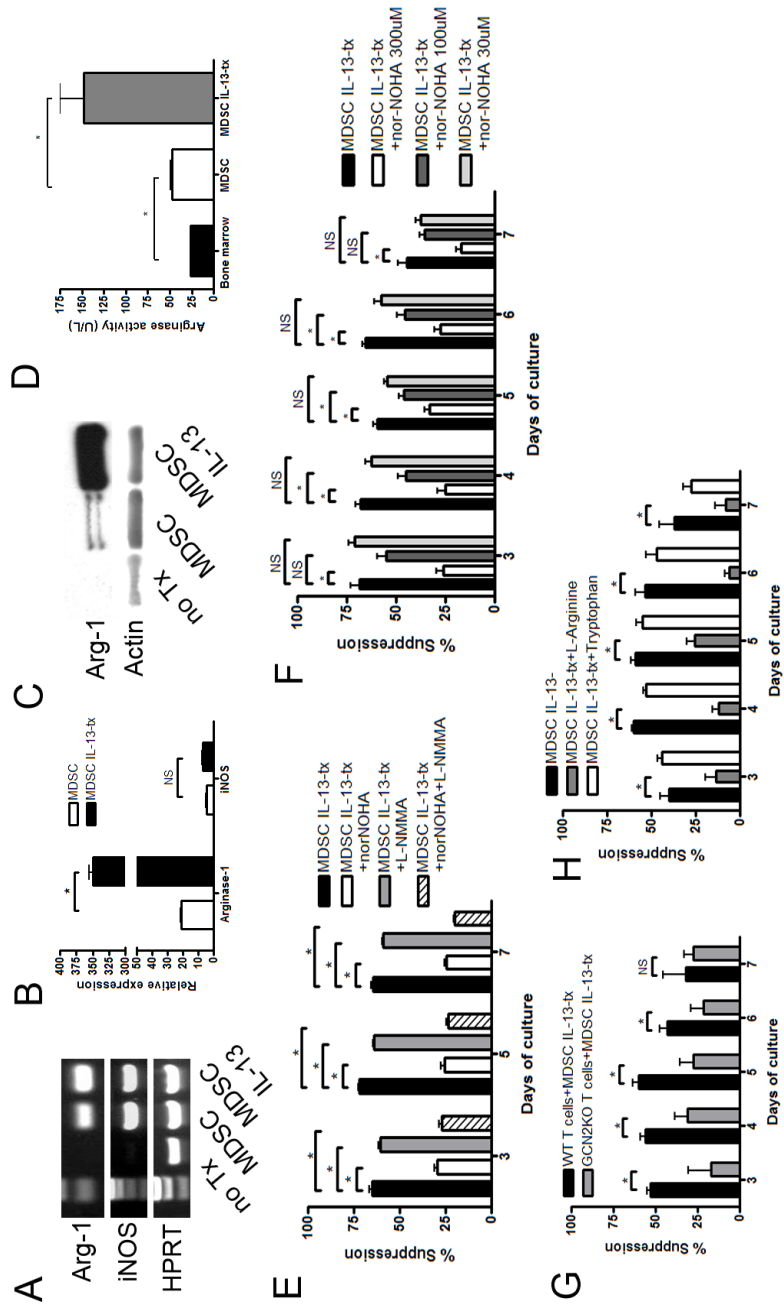 A
Arg-1
iNOS
HPRT
no Tx
MDSC
MDSC
IL-13
B
Relative expression
400
375
350
325
300
50
40
30
20
10
0
MDSC
MDSC IL-13-tx
*
NS
Arginase-1
iNOS
C
Arg-1
Actin
no Tx
MDSC
MDSC
IL-13
D
Arginase activity (U/L)
175
150
125
100
75
50
25
0
*
*
Bone marrow
MDSC
MDSC IL-13-tx
E
% Suppression
100
75
50
25
0
* * *
* * *
* * *
3
5
7
Days of culture
MDSC IL-13-tx
MDSC IL-13-tx
+norNOHA
MDSC IL-13-tx
+L-NMMA
MDSC IL-13-tx
+norNOHA+L-NMMA
F
% Suppression
100
75
50
25
0
* NS NS
* * NS
* * NS
* * NS
* NS NS
3
4
5
6
7
Days of culture
MDSC IL-13-tx
MDSC IL-13-tx
+nor-NOHA 300uM
MDSC IL-13-tx
+nor-NOHA 100uM
MDSC IL-13-tx
+nor-NOHA 30uM
G
% Suppression
100
75
50
25
0
WT T cells+MDSC IL-13-tx
GCN2KO T cells+MDSC IL-13-tx
* * * * NS
3
4
5
6
7
Days of culture
H
% Suppression
100
75
50
25
0
MDSC IL-13-
MDSC IL-13-tx+L-Arginine
MDSC IL-13-tx+Tryptophan
* * * * *
3
4
5
6
7
Days of culture